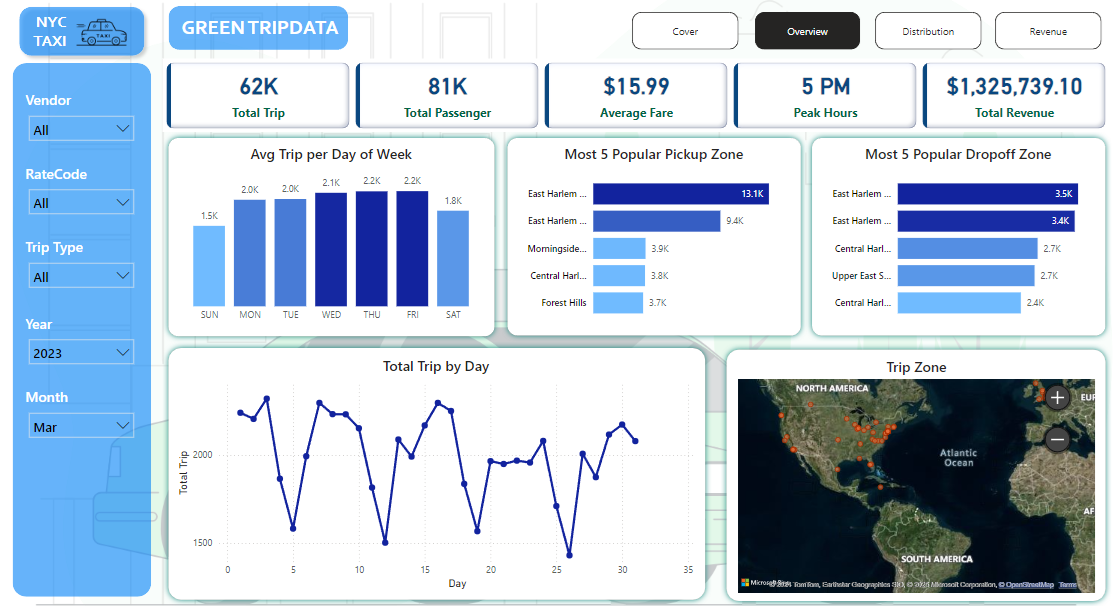 NYC
TAXI
TAXI
GREEN TRIPDATA
Cover
Overview
Distribution
Revenue
Vendor
All
RateCode
All
Trip Type
All
Year
2023
Month
Mar
62K
Total Trip
81K
Total Passenger
$15.99
Average Fare
5 PM
Peak Hours
$1,325,739.10
Total Revenue
Avg Trip per Day of Week
1.5K
2.0K
2.0K
2.1K
2.2K
2.2K
1.8K
SUN
MON
TUE
WED
THU
FRI
SAT
Most 5 Popular Pickup Zone
East Harlem ...
13.1K
East Harlem ...
9.4K
Morningside...
3.9K
Central Harl...
3.8K
Forest Hills
3.7K
Most 5 Popular Dropoff Zone
East Harlem ...
3.5K
East Harlem ...
3.4K
Central Harl...
2.7K
Upper East S...
2.7K
Central Harl...
2.4K
Total Trip by Day
Total Trip
2000
1500
0
5
10
15
20
25
30
35
Day
Trip Zone
NORTH AMERICA
EUR
Atlantic
Ocean
AF
SOUTH AMERICA
Microsoft
TomTom, Earthstar Geographics SIO, © 2024 Microsoft Corporation, © OpenStreetMap Terms